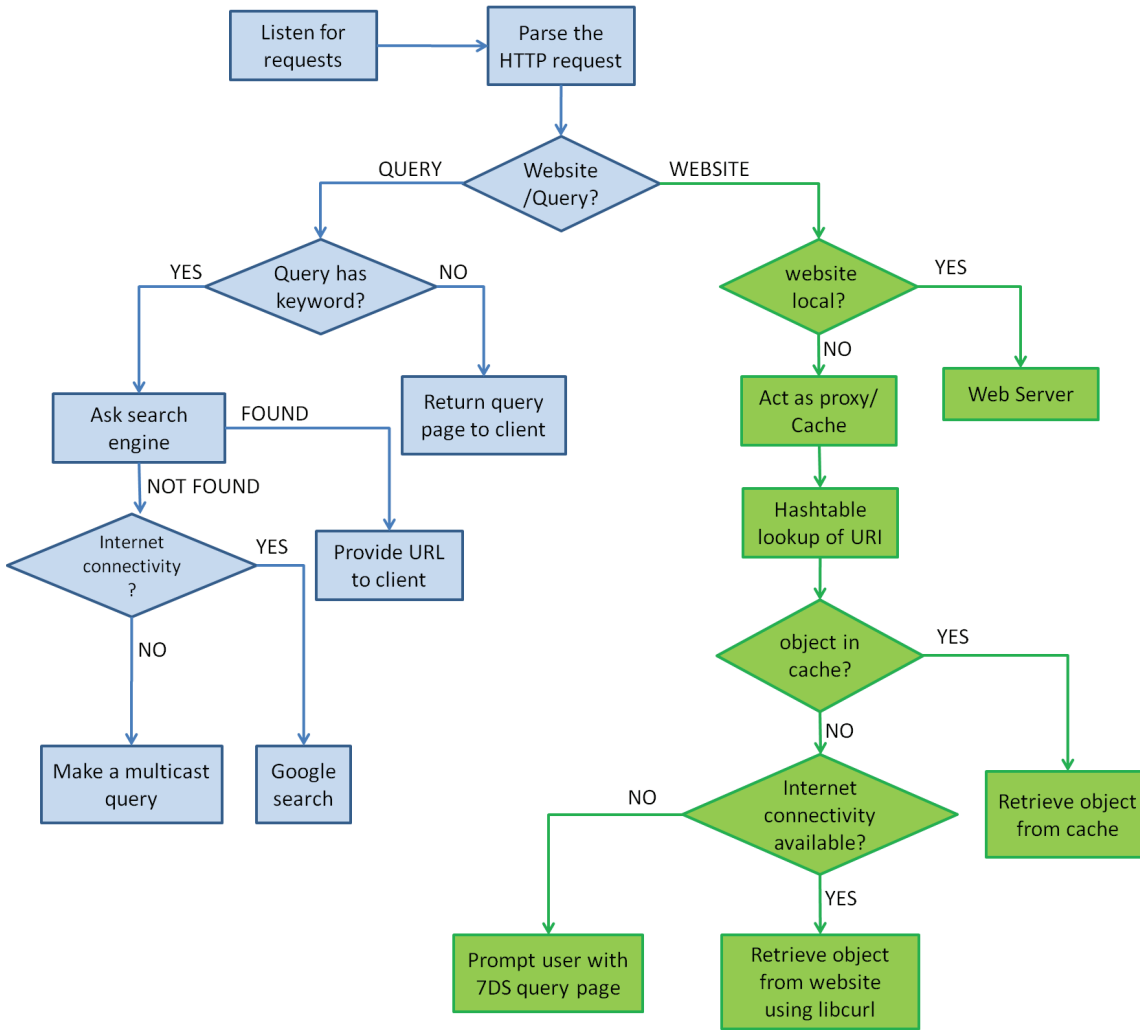 Listen for
requests
Parse the
HTTP request
QUERY
Website
/Query?
WEBSITE
YES
Query has
keyword?
NO
website
local?
YES
NO
Ask search
engine
FOUND
Return query
page to client
Act as proxy/
Cache
Web Server
NOT FOUND
Internet
connectivity
?
YES
Provide URL
to client
Hashtable
lookup of URI
NO
object in
cache?
YES
NO
Make a multicast
query
Google
search
NO
Internet
connectivity
available?
Retrieve object
from cache
YES
Prompt user with
7DS query page
Retrieve object
from website
using libcurl